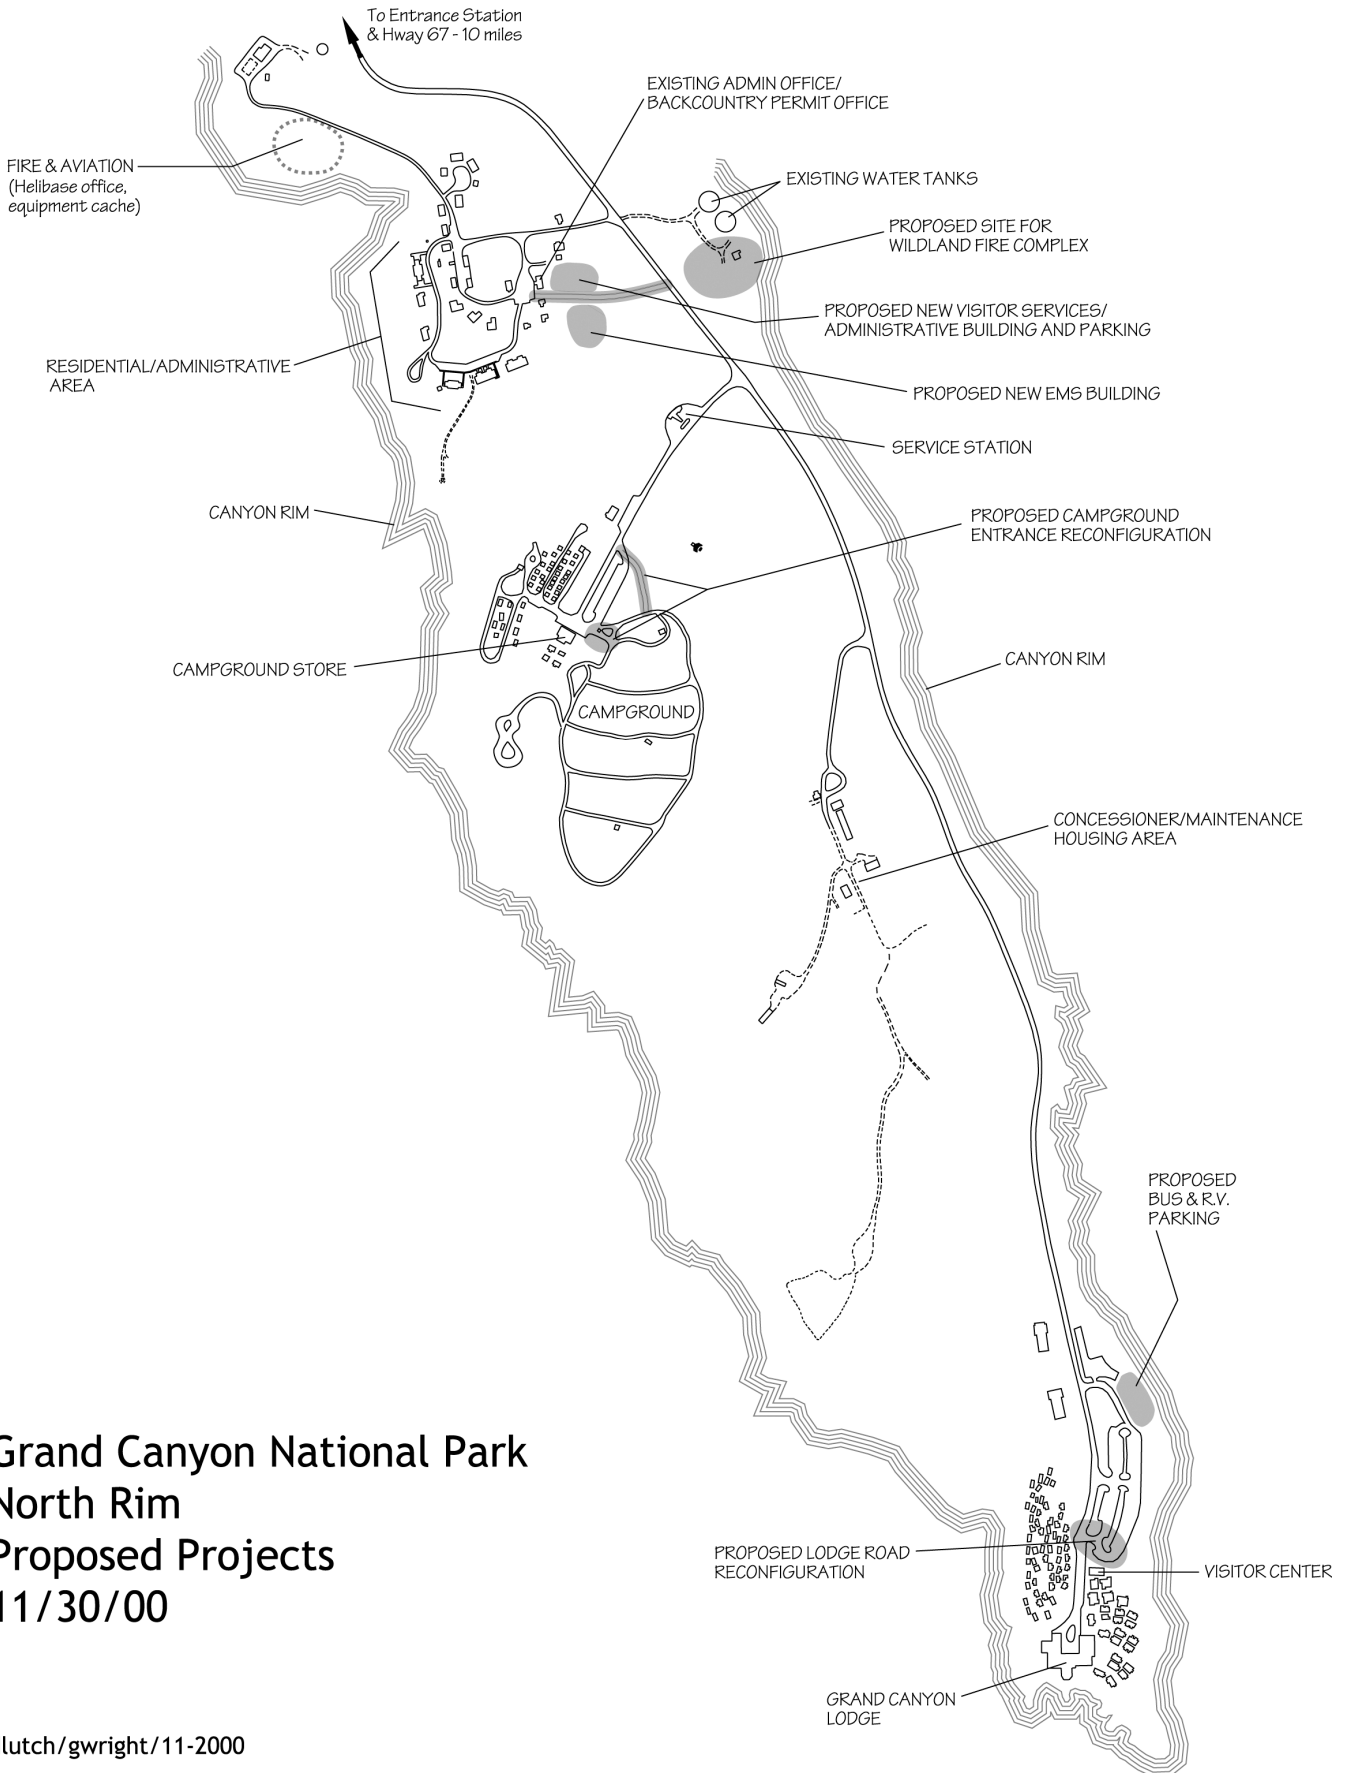 To Entrance Station
& Hway 67 - 10 miles
EXISTING ADMIN OFFICE/
BACKCOUNTRY PERMIT OFFICE
FIRE & AVIATION
(Helibase office,
equipment cache)
EXISTING WATER TANKS
PROPOSED SITE FOR
WILDLAND FIRE COMPLEX
PROPOSED NEW VISITOR SERVICES/
ADMINISTRATIVE BUILDING AND PARKING
RESIDENTIAL/ADMINISTRATIVE
AREA
PROPOSED NEW EMS BUILDING
SERVICE STATION
CANYON RIM
PROPOSED CAMPGROUND
ENTRANCE RECONFIGURATION
CAMPGROUND STORE
CANYON RIM
CAMPGROUND
CONCESSIONER/MAINTENANCE
HOUSING AREA
PROPOSED
BUS & R.V.
PARKING
Grand Canyon National Park
North Rim
Proposed Projects
11/30/00
PROPOSED LODGE ROAD
RECONFIGURATION
VISITOR CENTER
GRAND CANYON
LODGE
lutch/gwright/11-2000